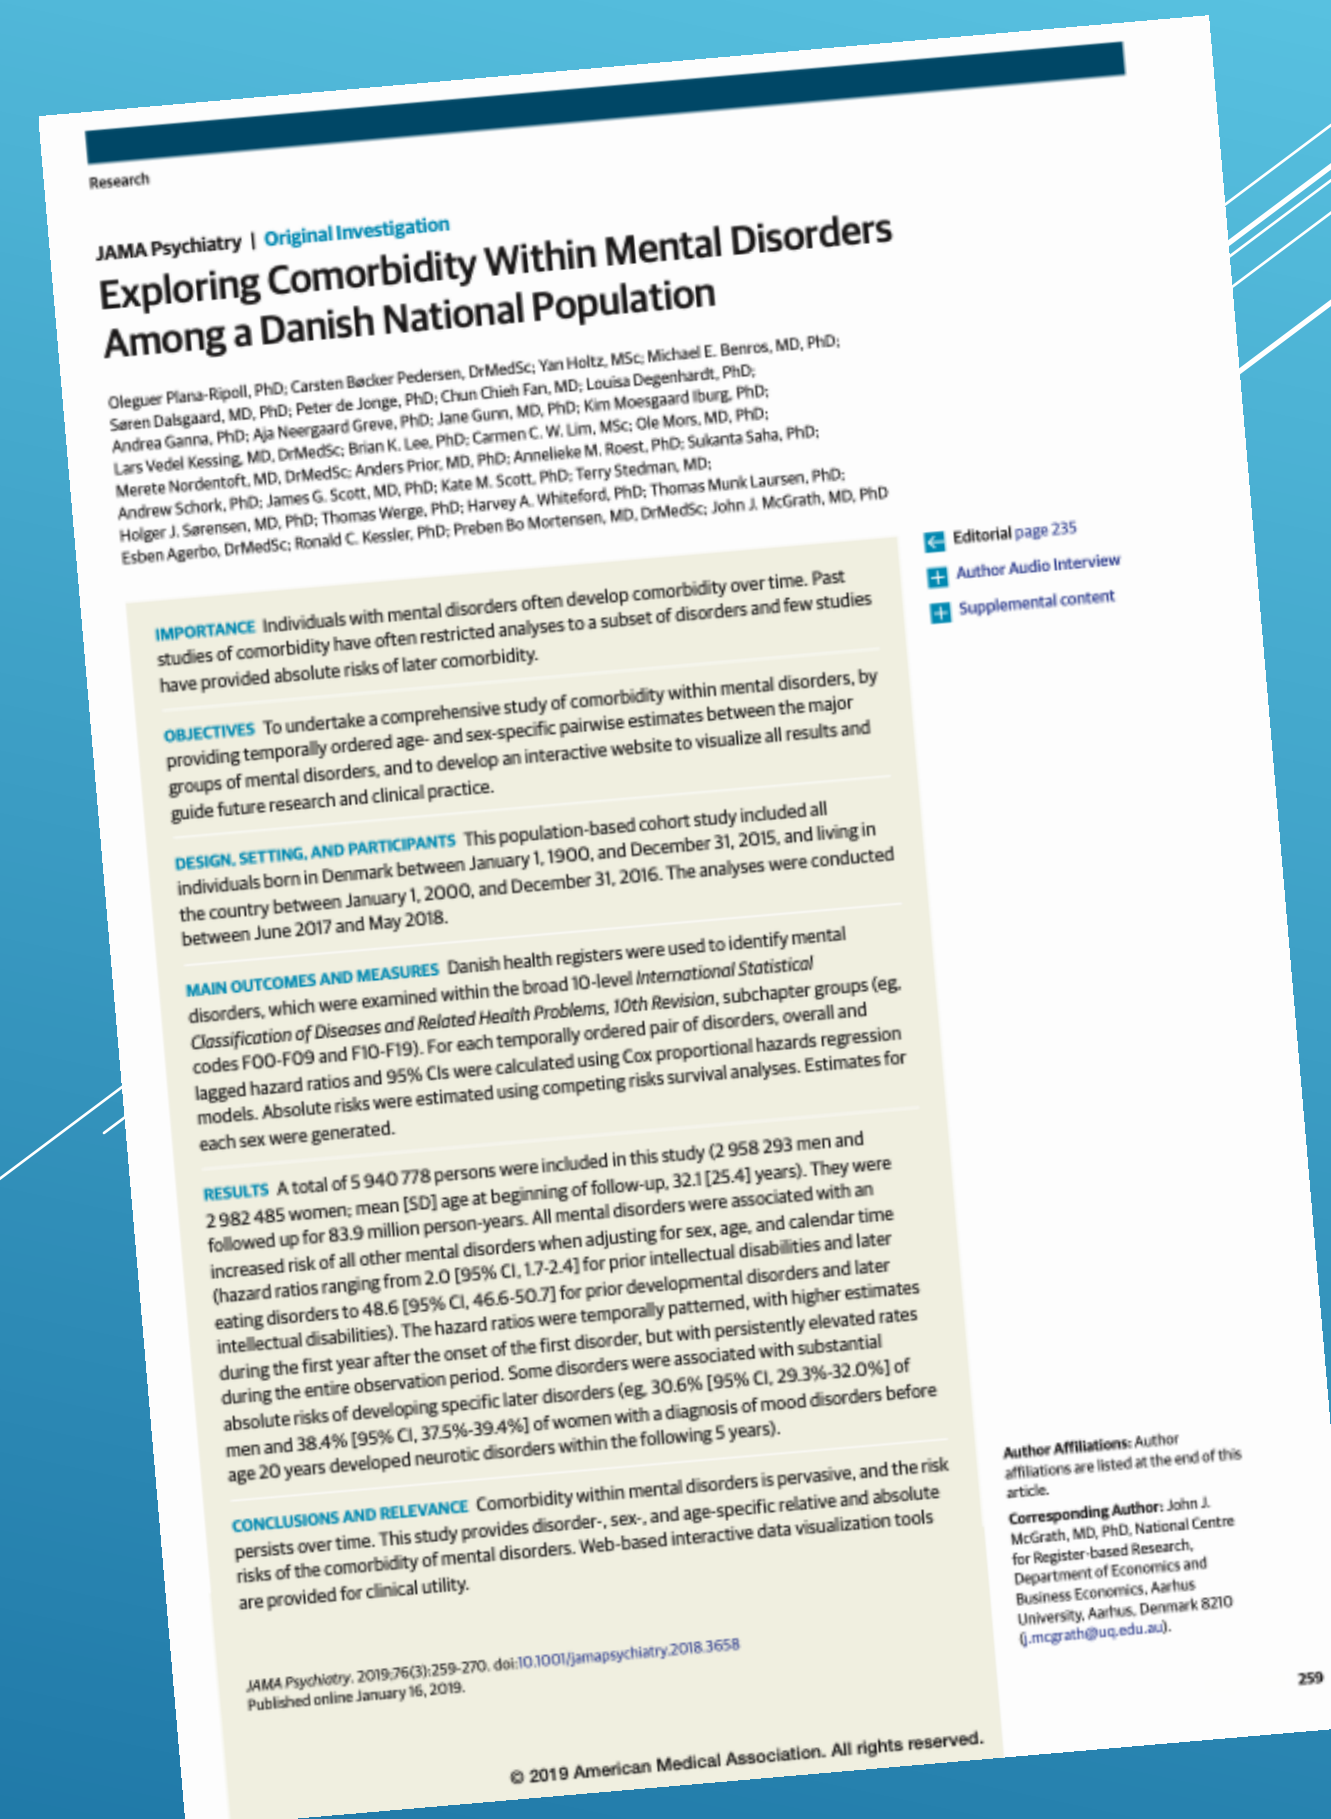 Research
JAMA Psychiatry | Original Investigation
Exploring Comorbidity Within Mental Disorders
Among a Danish National Population
Oleguer Plana-Ripoll, PhD; Carsten Bøcker Pedersen, DrMedSc; Yan Holtz, MSc; Michael E. Benros, MD, PhD;
Søren Dalsgaard, MD, PhD; Peter de Jonge, PhD; Chun Chieh Fan, MD; Louisa Degenhardt, PhD;
Andrea Ganna, PhD; Aja Neergaard Greve, PhD; Jane Gunn, MD, PhD; Kim Moesgaard Iburg, PhD;
Lars Vedel Kessing, MD, DrMedSc; Brian K. Lee, PhD; Carmen C. W. Lim, MSc; Ole Mors, MD, PhD;
Merete Nordentoft, MD, DrMedSc; Anders Prior, MD, PhD; Annelieke M. Roest, PhD; Sukanta Saha, PhD;
Andrew Schork, PhD; James G. Scott, MD, PhD; Kate M. Scott, PhD; Terry Stedman, MD;
Holger J. Sørensen, MD, PhD; Thomas Werge, PhD; Harvey A. Whiteford, PhD; Thomas Munk Laursen, PhD;
Esben Agerbo, DrMedSc; Ronald C. Kessler, PhD; Preben Bo Mortensen, MD, DrMedSc; John J. McGrath, MD, PhD
Editorial page 235
Author Audio Interview
Supplemental content
IMPORTANCE Individuals with mental disorders often develop comorbidity over time. Past
studies of comorbidity have often restricted analyses to a subset of disorders and few studies
have provided absolute risks of later comorbidity.
OBJECTIVES To undertake a comprehensive study of comorbidity within mental disorders, by
providing temporally ordered age- and sex-specific pairwise estimates between the major
groups of mental disorders, and to develop an interactive website to visualize all results and
guide future research and clinical practice.
DESIGN, SETTING, AND PARTICIPANTS This population-based cohort study included all
individuals born in Denmark between January 1, 1900, and December 31, 2015, and living in
the country between January 1, 2000, and December 31, 2016. The analyses were conducted
between June 2017 and May 2018.
MAIN OUTCOMES AND MEASURES Danish health registers were used to identify mental
disorders, which were examined within the broad 10-level International Statistical
Classification of Diseases and Related Health Problems, 10th Revision, subchapter groups (eg,
codes F00-F09 and F10-F19). For each temporally ordered pair of disorders, overall and
lagged hazard ratios and 95% CIs were calculated using Cox proportional hazards regression
models. Absolute risks were estimated using competing risks survival analyses. Estimates for
each sex were generated.
RESULTS A total of 5 940 778 persons were included in this study (2 958 293 men and
2 982 485 women; mean [SD] age at beginning of follow-up, 32.1 [25.4] years). They were
followed up for 83.9 million person-years. All mental disorders were associated with an
increased risk of all other mental disorders when adjusting for sex, age, and calendar time
(hazard ratios ranging from 2.0 [95% CI, 1.7-2.4] for prior intellectual disabilities and later
eating disorders to 48.6 [95% CI, 46.6-50.7] for prior developmental disorders and later
intellectual disabilities). The hazard ratios were temporally patterned, with higher estimates
during the first year after the onset of the first disorder, but with persistently elevated rates
during the entire observation period. Some disorders were associated with substantial
absolute risks of developing specific later disorders (eg, 30.6% [95% CI, 29.3%-32.0%] of
men and 38.4% [95% CI, 37.5%-39.4%] of women with a diagnosis of mood disorders before
age 20 years developed neurotic disorders within the following 5 years).
CONCLUSIONS AND RELEVANCE Comorbidity within mental disorders is pervasive, and the risk
persists over time. This study provides disorder-, sex-, and age-specific relative and absolute
risks of the comorbidity of mental disorders. Web-based interactive data visualization tools
are provided for clinical utility.
JAMA Psychiatry. 2019;76(3):259-270. doi:10.1001/jamapsychiatry.2018.3658
Published online January 16, 2019.
Author Affiliations: Author
affiliations are listed at the end of this
article.
Corresponding Author: John J.
McGrath, MD, PhD, National Centre
for Register-based Research,
Department of Economics and
Business Economics, Aarhus
University, Aarhus, Denmark 8210
(j.mcgrath@uq.edu.au).
259
© 2019 American Medical Association. All rights reserved.